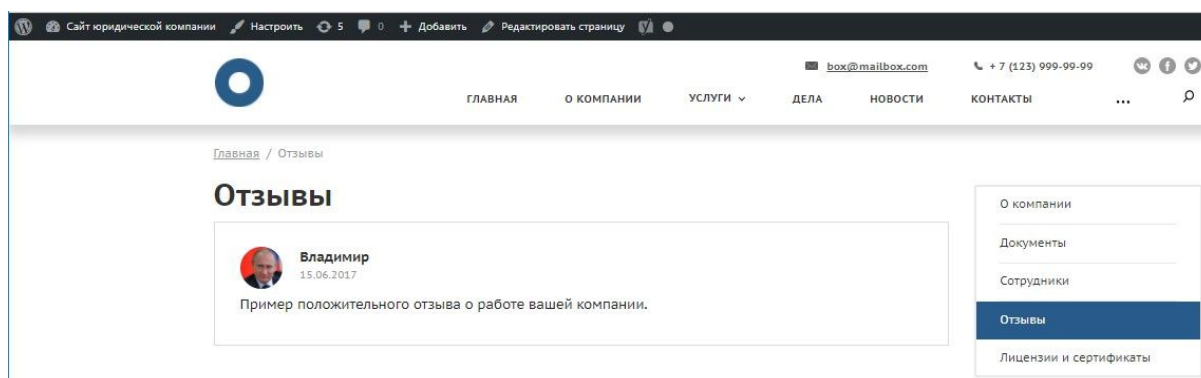 Сайт юридической компании Настроить 5 0 Добавить Редактировать страницу
box@mailbox.com + 7 (123) 999-99-99
ГЛАВНАЯ О КОМПАНИИ УСЛУГИ ДЕЛА НОВОСТИ КОНТАКТЫ ...
Главная / Отзывы
Отзывы
Владимир
15.06.2017
Пример положительного отзыва о работе вашей компании.
О компании
Документы
Сотрудники
Отзывы
Лицензии и сертификаты